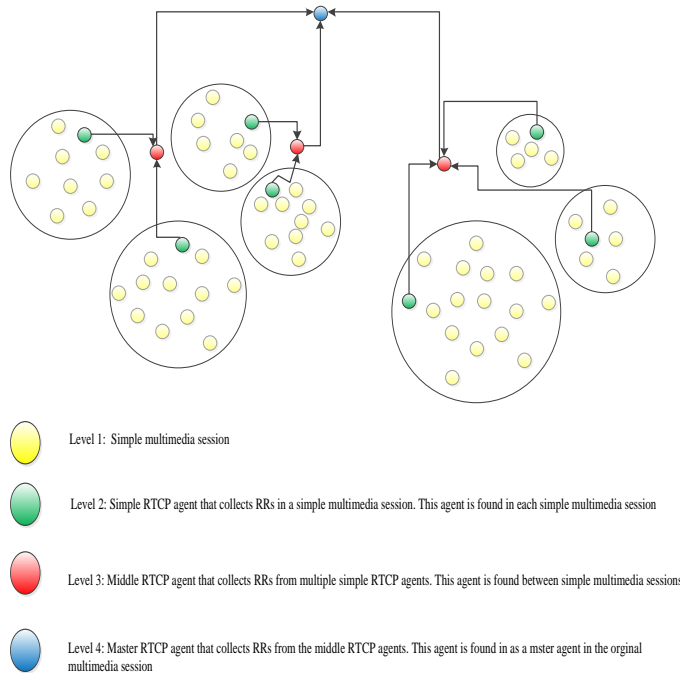 Level 1: Simple multimedia session
Level 2: Simple RTCP agent that collects RRs in a simple multimedia session. This agent is found in each simple multimedia session
Level 3: Middle RTCP agent that collects RRs from multiple simple RTCP agents. This agent is found between simple multimedia sessions
Level 4: Master RTCP agent that collects RRs from the middle RTCP agents. This agent is found in as a mster agent in the orginal
multimedia session